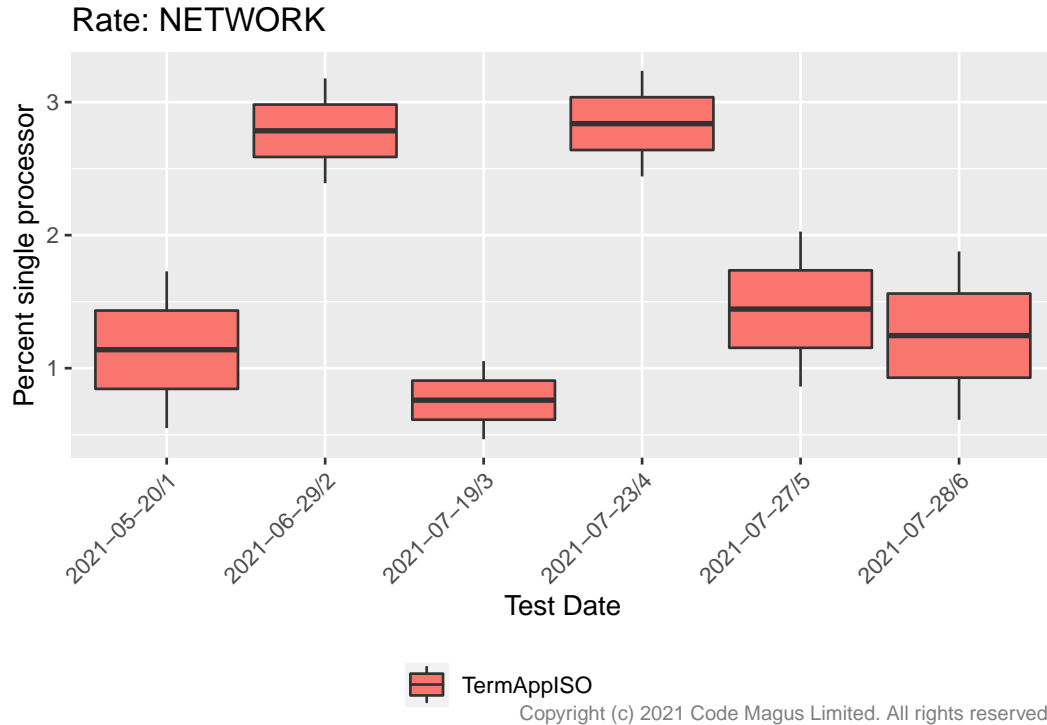 Rate: NETWORK
Percent single processor
3
2
1
2021−05−20/1
2021−06−29/2
2021−07−19/3
2021−07−23/4
2021−07−27/5
2021−07−28/6
Test Date
TermAppISO
Copyright (c) 2021 Code Magus Limited. All rights reserved